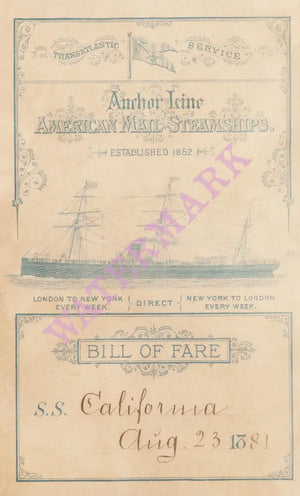 TRANSATLANTIC SERVICE
Anchor Line
AMERICAN MAIL STEAMSHIPS.
ESTABLISHED 1852.
LONDON TO NEW YORK EVERY WEEK. } DIRECT { NEW YORK TO LONDON EVERY WEEK.
BILL OF FARE
S.S. California
Aug. 23 1881
WATERMARK